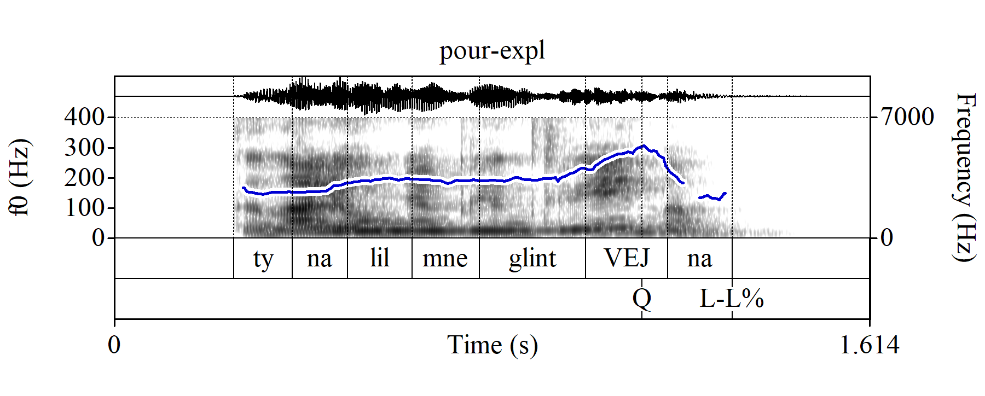 pour-expl
400
300
200
100
0
f0 (Hz)
7000
0
Frequency (Hz)
ty na lil mne glint VEJ na
Q L-L%
0 Time (s) 1.614